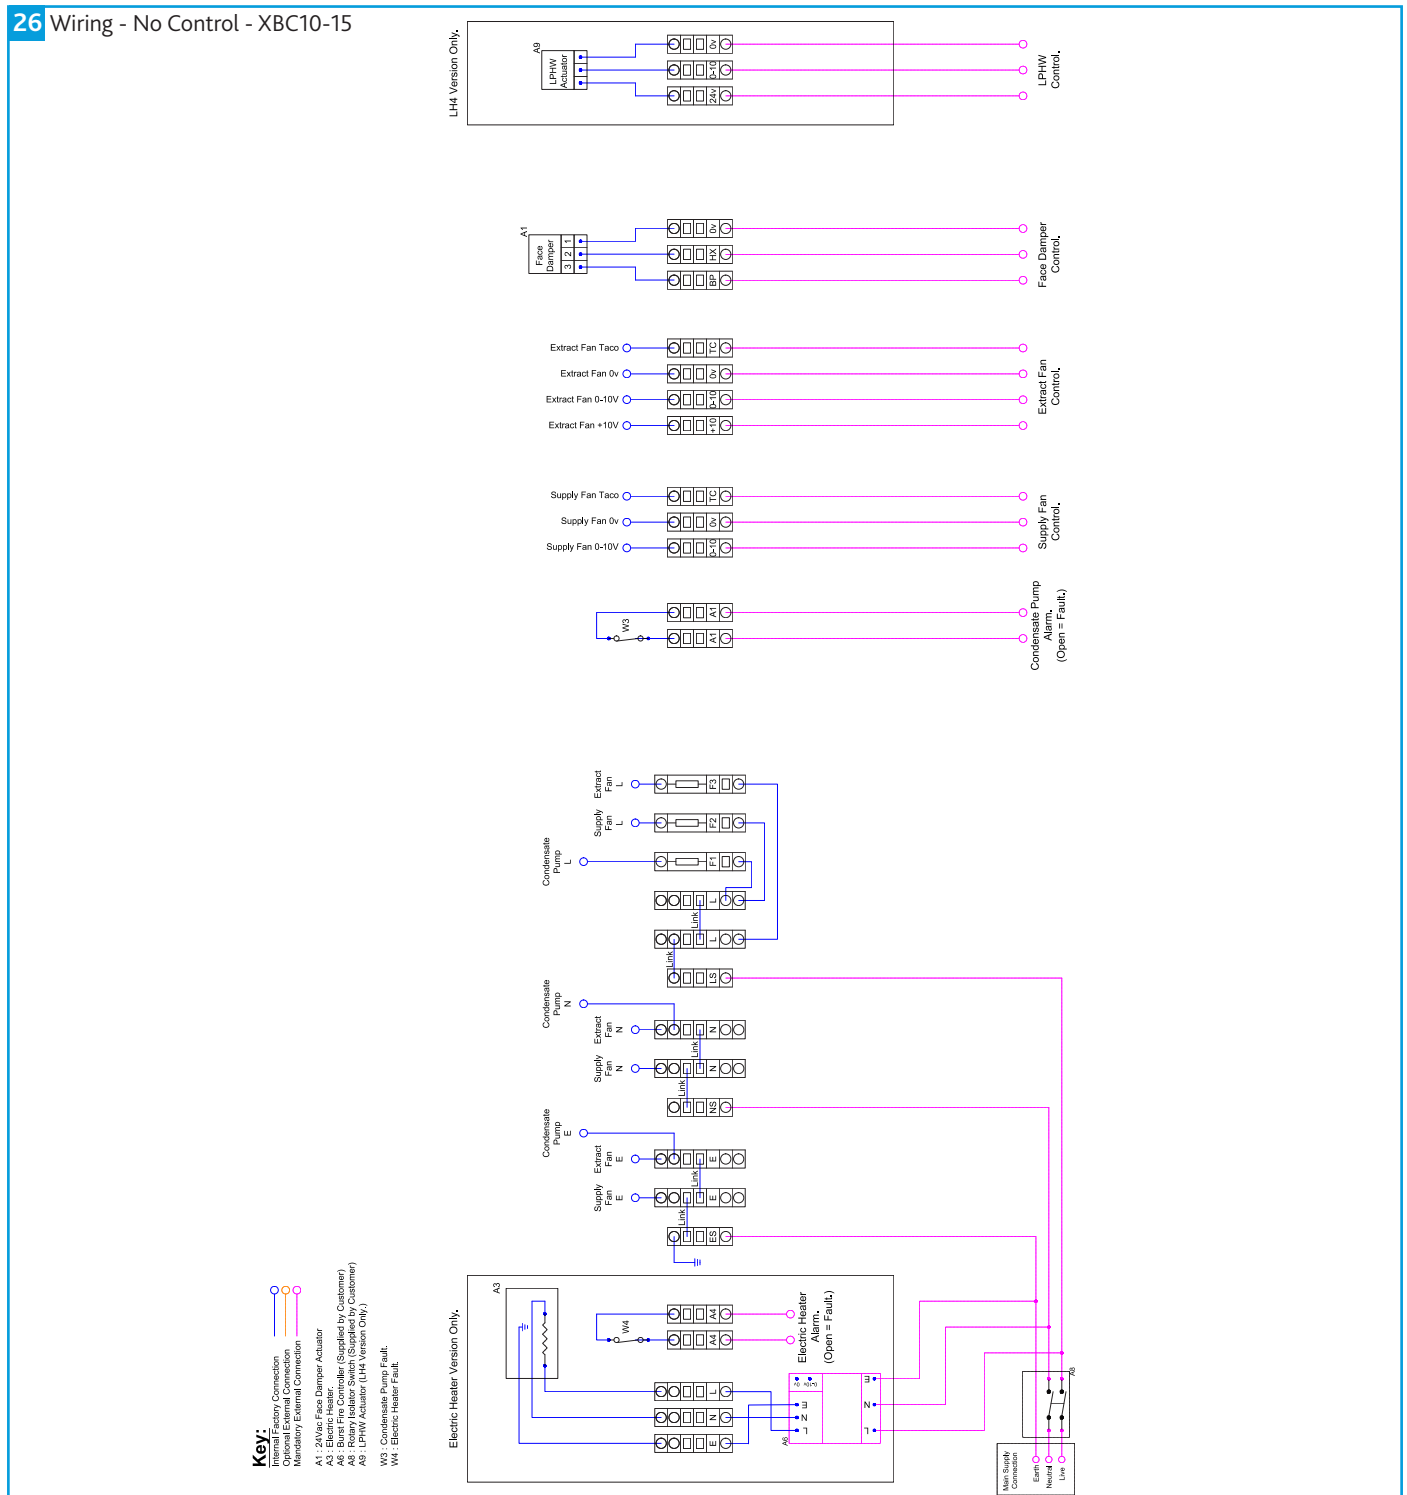 26 Wiring - No Control - XBC10-15
LH4 Version Only.
A9
LPHW
Actuator
0v
0-10
24v
LPHW
Control.
A1
Face
Damper
1
2
3
0v
HX
BP
Face Damper
Control.
Extract Fan Taco
Extract Fan 0v
Extract Fan 0-10V
Extract Fan +10V
TC
0v
0-10
+10
Extract Fan
Control.
Supply Fan Taco
Supply Fan 0v
Supply Fan 0-10V
TC
0v
0-10
Supply Fan
Control.
W3
A1
A1
Condensate Pump
Alarm.
(Open = Fault.)
Extract
Fan
L
F3
Supply
Fan
L
F2
Condensate
Pump
L
F1
L
Link
L
Link
LS
Condensate
Pump
N
Extract
Fan
N
N
Link
Supply
Fan
N
N
Link
NS
Condensate
Pump
E
Extract
Fan
E
E
Link
Supply
Fan
E
E
Link
ES
Electric Heater Version Only.
A3
W4
A4
A4
Electric Heater
Alarm.
(Open = Fault.)
L
N
E
A6
0v
0-10v
E
N
L
E
N
L
A8
Main Supply
Connection
Earth
Neutral
Live
Key:
Internal Factory Connection
Optional External Connection
Mandatory External Connection
A1 : 24Vac Face Damper Actuator
A3 : Electric Heater.
A6 : Burst Fire Controller (Supplied by Customer)
A8 : Rotary Isolator Switch (Supplied by Customer)
A9 : LPHW Actuator (LH4 Version Only.)
W3 : Condensate Pump Fault.
W4 : Electric Heater Fault.